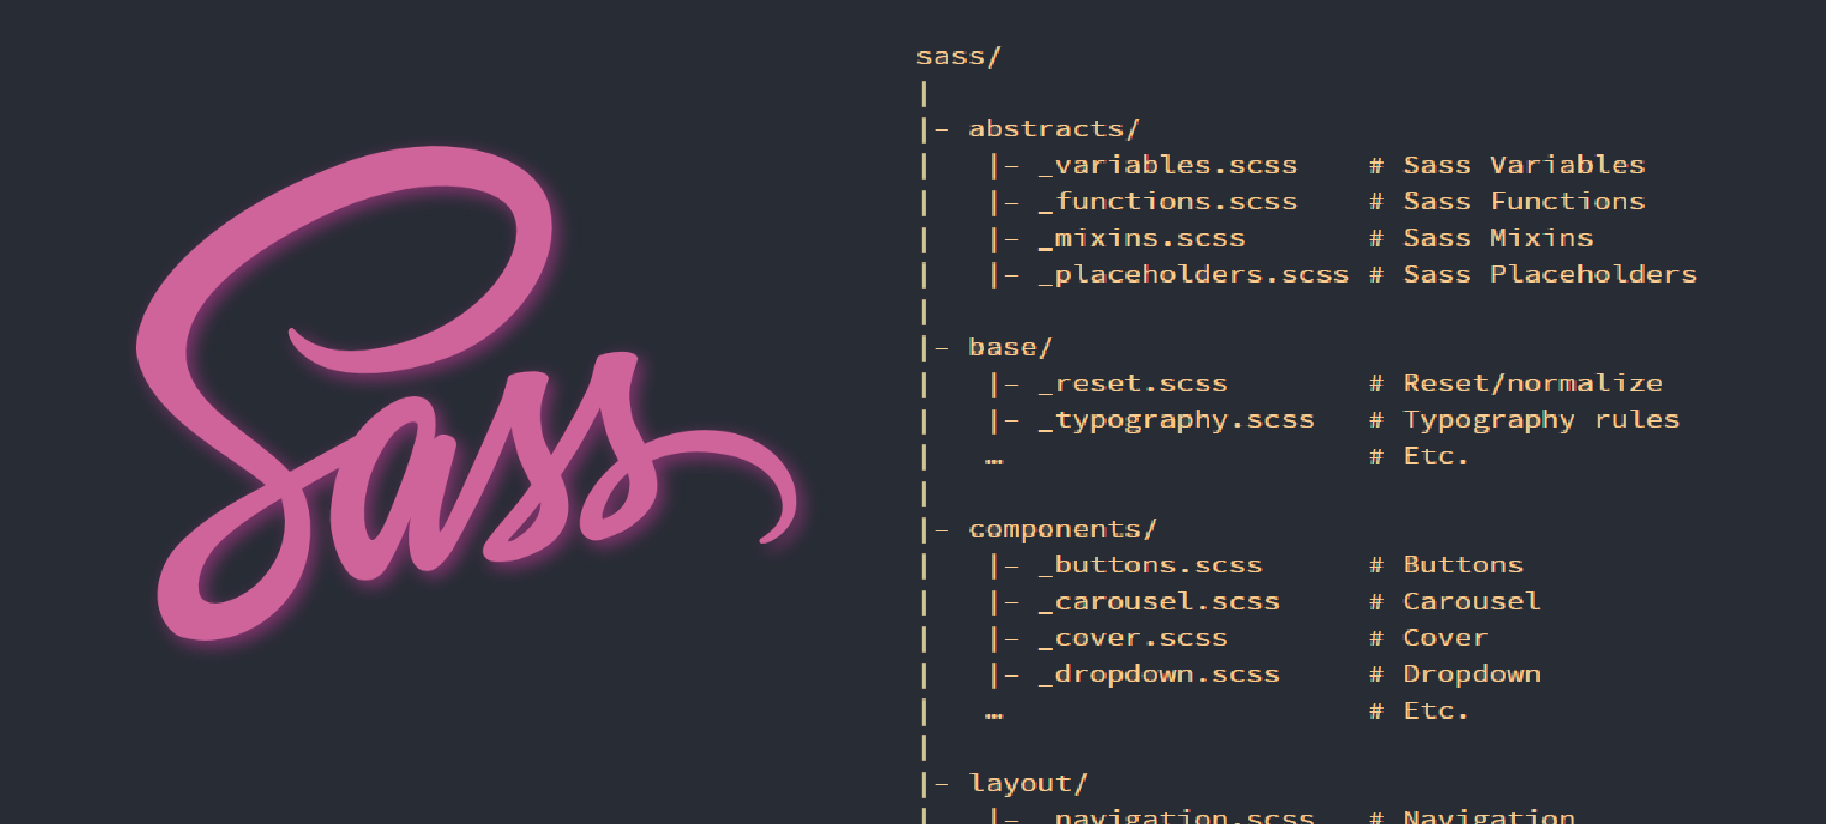 Sass
sass/
|
|- abstracts/
|   |- _variables.scss    # Sass Variables
|   |- _functions.scss    # Sass Functions
|   |- _mixins.scss       # Sass Mixins
|   |- _placeholders.scss # Sass Placeholders
|
|- base/
|   |- _reset.scss        # Reset/normalize
|   |- _typography.scss   # Typography rules
|   …                     # Etc.
|
|- components/
|   |- _buttons.scss      # Buttons
|   |- _carousel.scss     # Carousel
|   |- _cover.scss        # Cover
|   |- _dropdown.scss     # Dropdown
|   …                     # Etc.
|
|- layout/
|   |- _navigation.scss   # Navigation